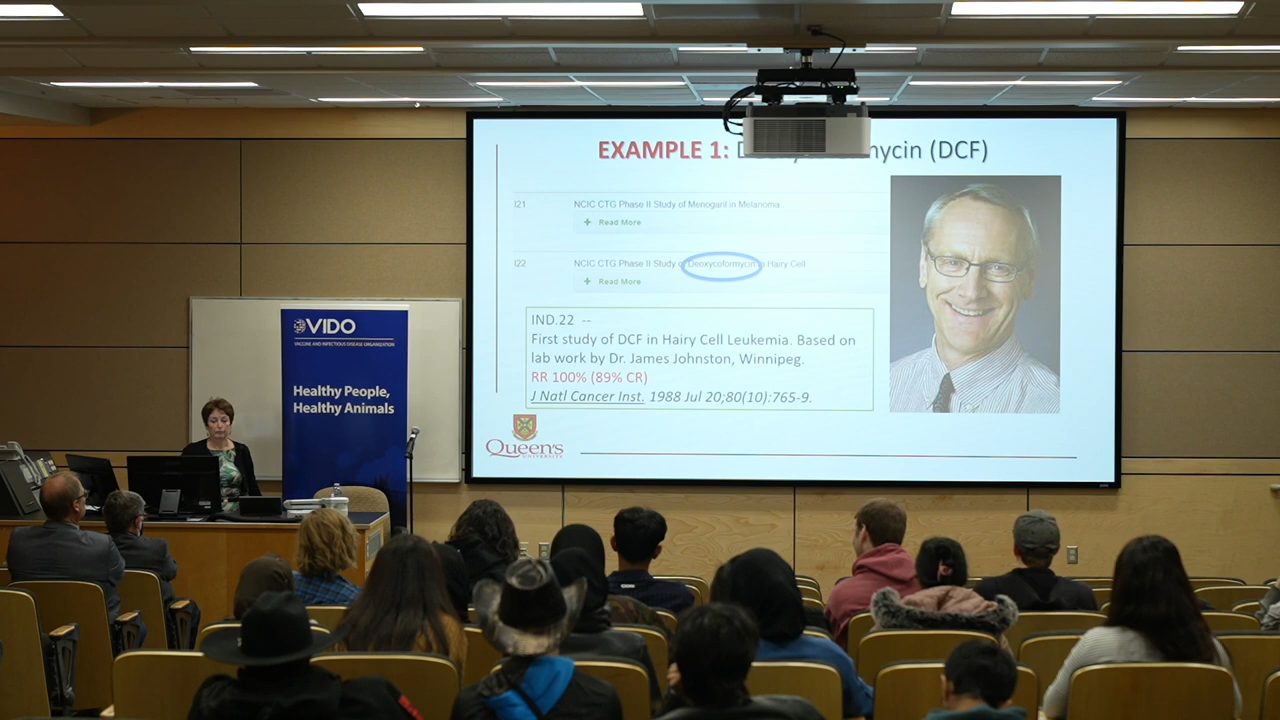 EXAMPLE 1: D mycin (DCF)
I21 NCIC CTG Phase II Study of Menogaril in Melanoma
+ Read More
I22 NCIC CTG Phase II Study of Deoxycoformycin in Hairy Cell
+ Read More
IND.22 --
First study of DCF in Hairy Cell Leukemia. Based on
lab work by Dr. James Johnston, Winnipeg.
RR 100% (89% CR)
J Natl Cancer Inst. 1988 Jul 20;80(10):765-9.
Queen's
UNIVERSITY
VIDO
VACCINE AND INFECTIOUS DISEASE ORGANIZATION
Healthy People,
Healthy Animals